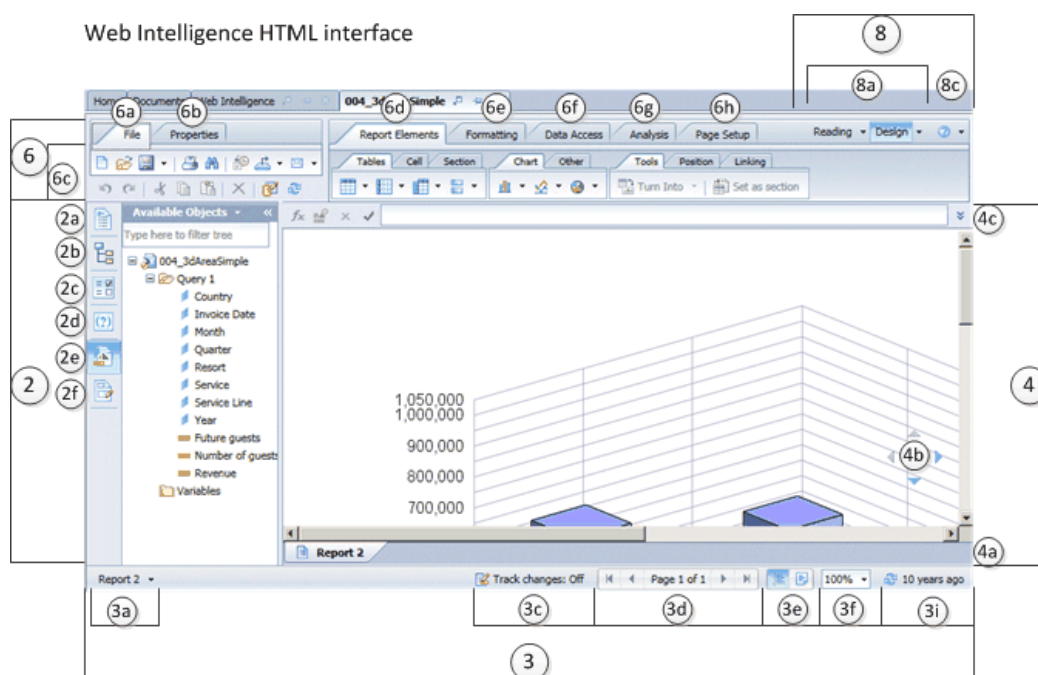 Web Intelligence HTML interface
8
8a
8c
Home Documents Web Intelligence 004_3d Simple
6a
6b
6d
6e
6f
6g
6h
File Properties Report Elements Formatting Data Access Analysis Page Setup Reading Design
6
6c
Tables Cell Section Chart Other Tools Position Linking
Turn Into Set as section
2a
Available Objects
fx
4c
Type here to filter tree
2b
004_3dAreaSimple
Query 1
2c
Country
Invoice Date
2d
(?)
Month
Quarter
2e
Resort
2
Service
2f
Service Line
Year
Future guests
Number of guests
Revenue
Variables
1,050,000
1,000,000
900,000
800,000
700,000
4
4b
Report 2
4a
Report 2 Track changes: Off Page 1 of 1 100% 10 years ago
3a
3c
3d
3e
3f
3i
3